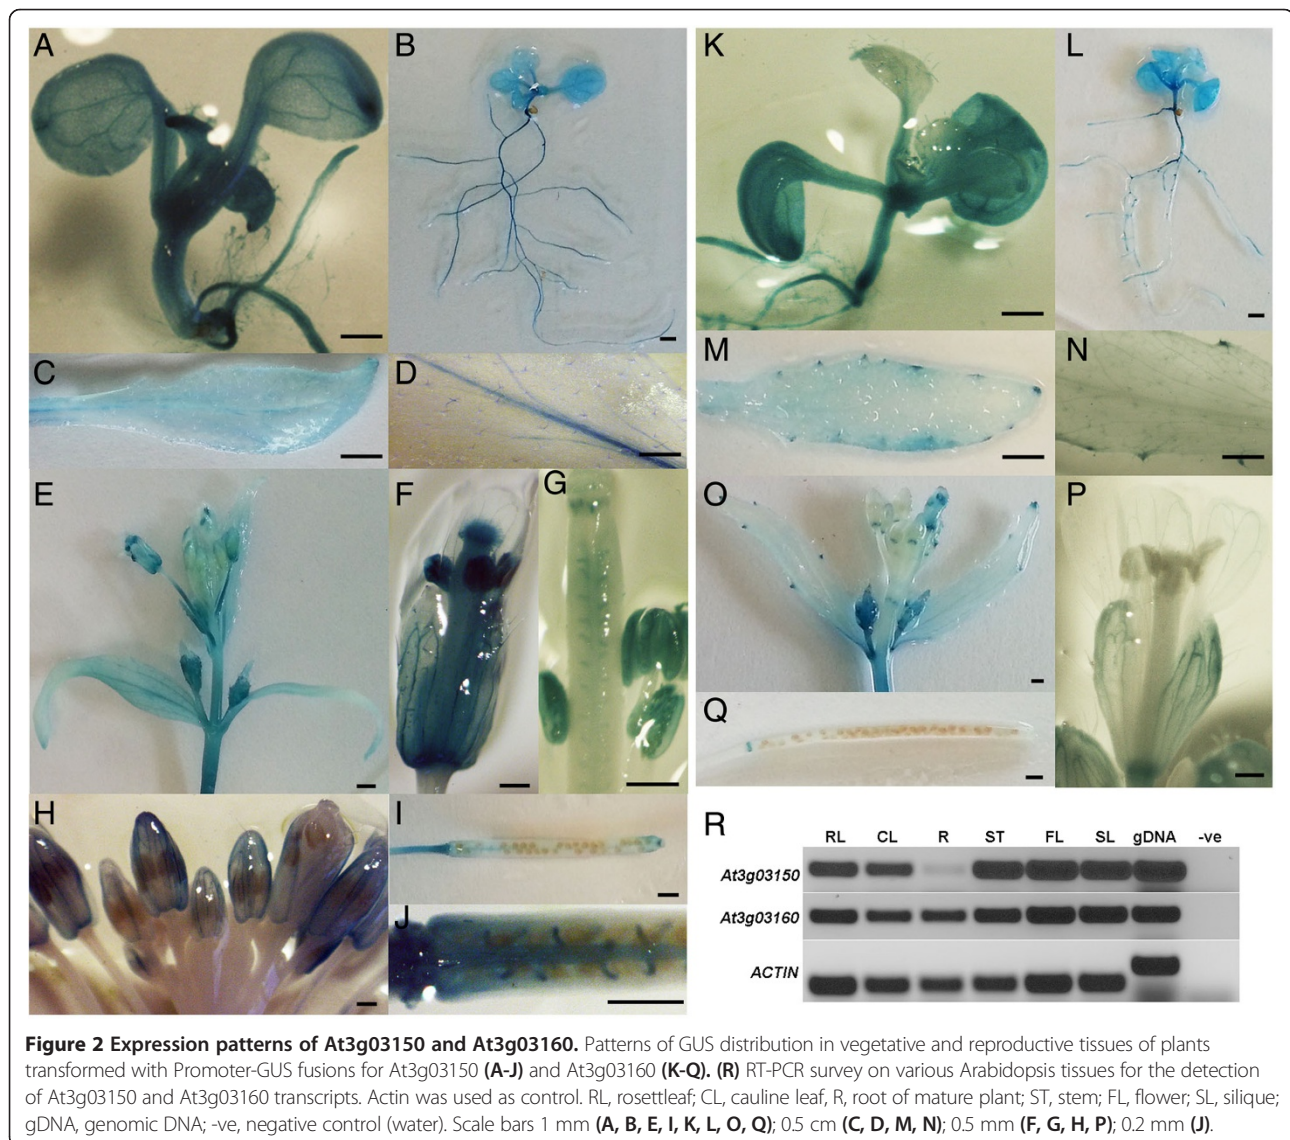 A
B
K
L
C
D
M
N
E
F
G
O
P
Q
H
I
J
R
RL CL R ST FL SL gDNA -ve
At3g03150
At3g03160
ACTIN
Figure 2 Expression patterns of At3g03150 and At3g03160. Patterns of GUS distribution in vegetative and reproductive tissues of plants
transformed with Promoter-GUS fusions for At3g03150 (A-J) and At3g03160 (K-Q). (R) RT-PCR survey on various Arabidopsis tissues for the detection
of At3g03150 and At3g03160 transcripts. Actin was used as control. RL, rosettleaf; CL, cauline leaf, R, root of mature plant; ST, stem; FL, flower; SL, silique;
gDNA, genomic DNA; -ve, negative control (water). Scale bars 1 mm (A, B, E, I, K, L, O, Q); 0.5 cm (C, D, M, N); 0.5 mm (F, G, H, P); 0.2 mm (J).